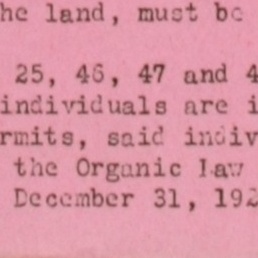 he land, must be
25, 46, 47 and 4
individuals are i
rmits, said indiv
the Organic Law
December 31, 192